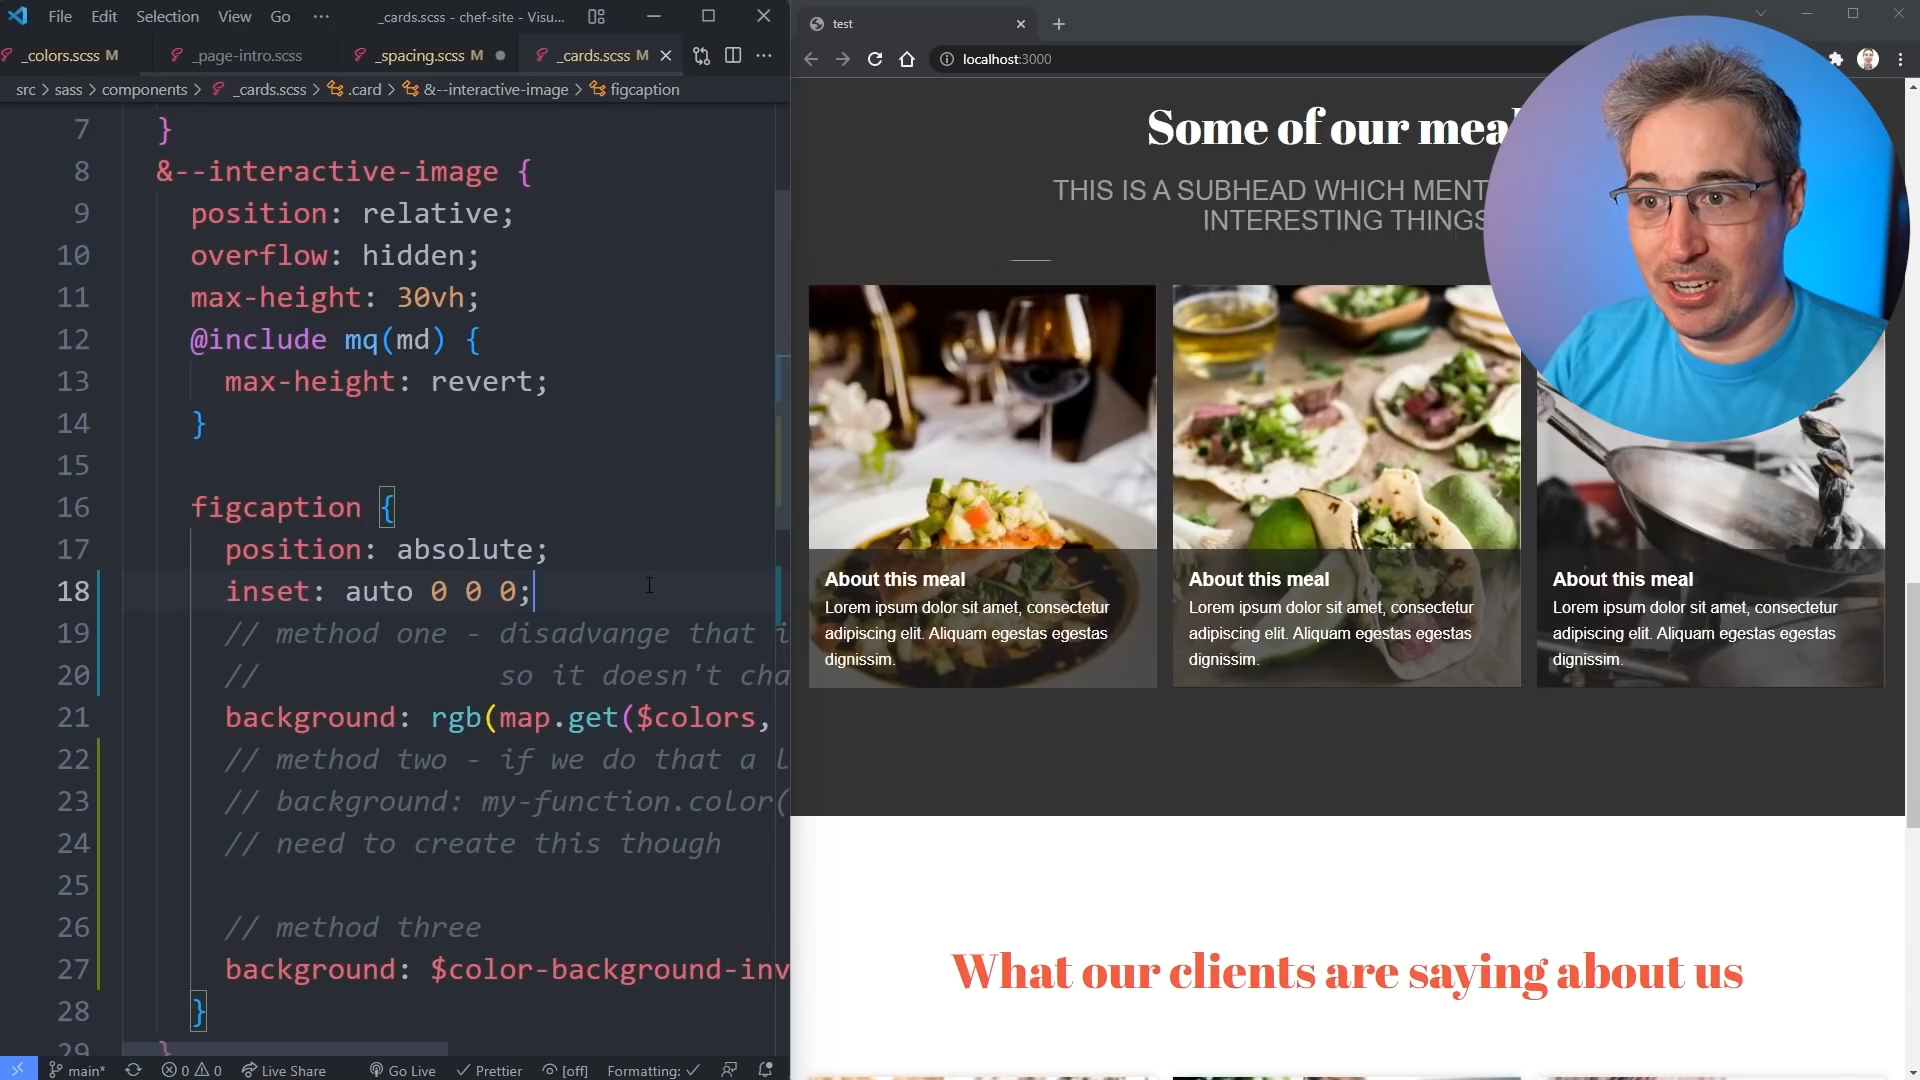 File Edit Selection View Go ··· _cards.scss - chef-site - Visu...
_colors.scss M _page-intro.scss _spacing.scss M _cards.scss M
src > sass > components > _cards.scss > .card > &--interactive-image > figcaption
7 }
8 &--interactive-image {
9 position: relative;
10 overflow: hidden;
11 max-height: 30vh;
12 @include mq(md) {
13 max-height: revert;
14 }
15
16 figcaption {
17 position: absolute;
18 inset: auto 0 0 0;
19 // method one - disadvange that i
20 // so it doesn't cha
21 background: rgb(map.get($colors,
22 // method two - if we do that a l
23 // background: my-function.color(
24 // need to create this though
25
26 // method three
27 background: $color-background-inv
28 }
29 }
main* 0 0 Live Share Go Live Prettier [off] Formatting: ✓
test
localhost:3000
Some of our meal
THIS IS A SUBHEAD WHICH MENT
INTERESTING THINGS
About this meal
Lorem ipsum dolor sit amet, consectetur
adipiscing elit. Aliquam egestas egestas
dignissim.
About this meal
Lorem ipsum dolor sit amet, consectetur
adipiscing elit. Aliquam egestas egestas
dignissim.
About this meal
Lorem ipsum dolor sit amet, consectetur
adipiscing elit. Aliquam egestas egestas
dignissim.
What our clients are saying about us